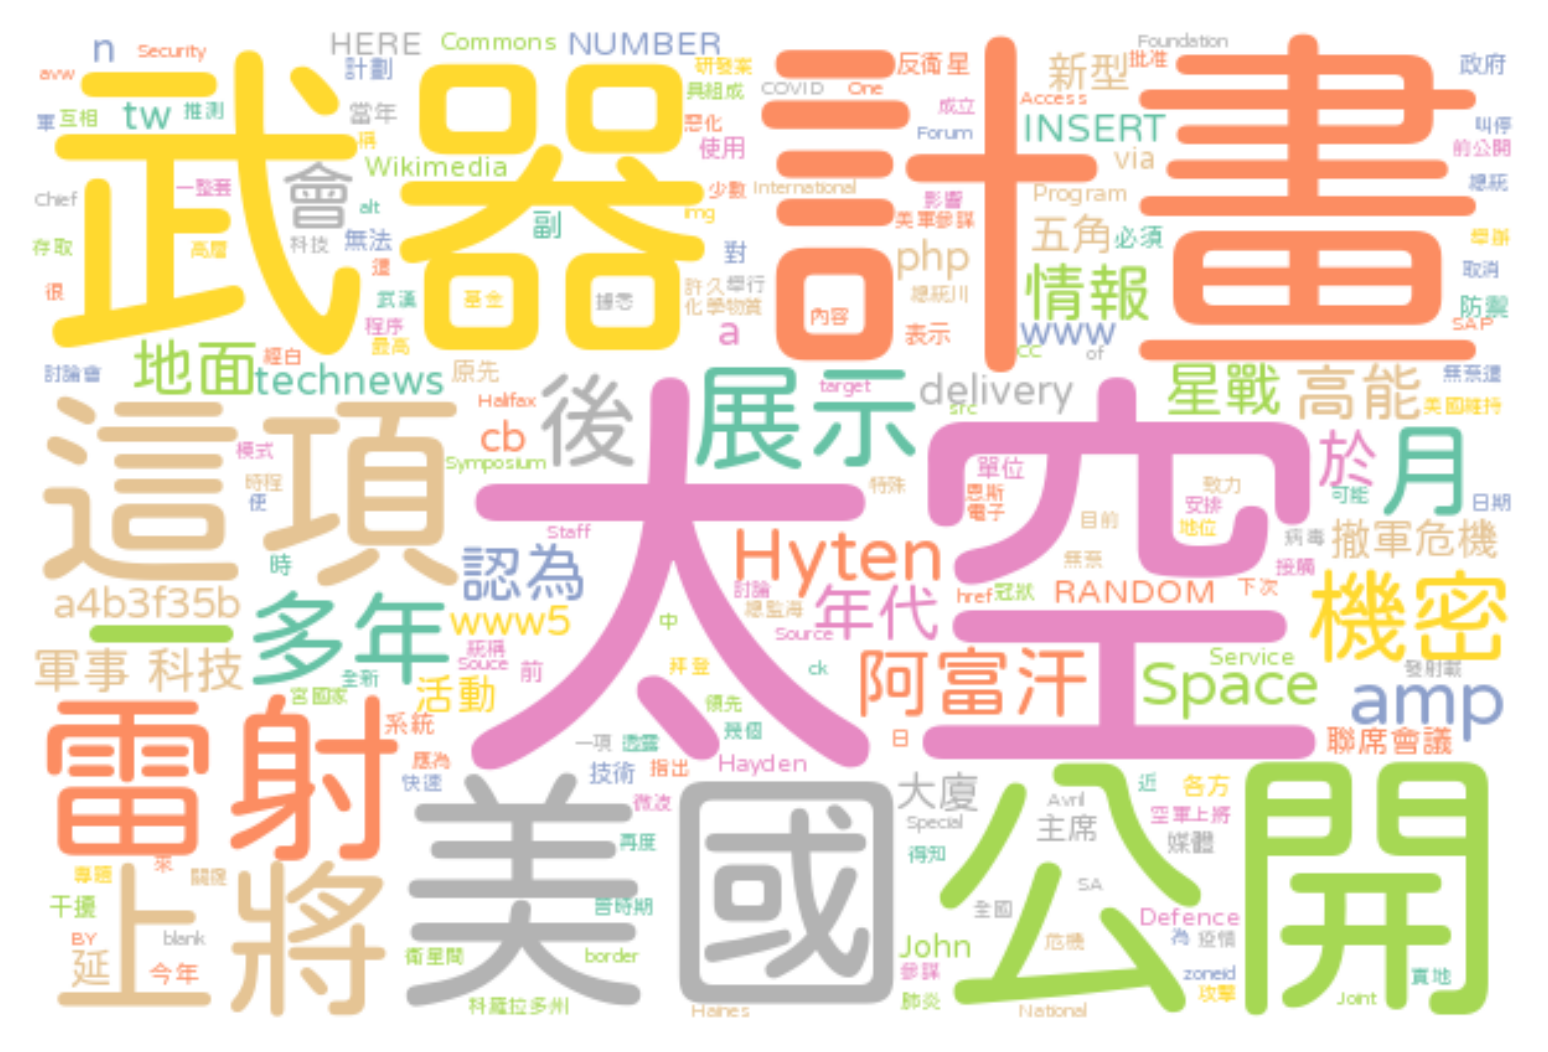 n
Security
HERE
Commons
NUMBER
計劃
avw
tw
推測
互相
軍
當年
稱
武器
Wikimedia
研發案
具組成
惡化
使用
少數
img
COVID
One
反衛星
成立
Forum
International
影響
美軍參謀
新型
批准
Foundation
Access
INSERT
via
Program
五角
必須
政府
叫停
前公開
總統
舉辦
取消
防禦
SAP
計畫
Chief
一整套
會
alt
科技
無法
還
存取
高層
很
武漢
基金
據悉
程序
最高
副
對
許久
舉行
化學物質
a
內容
php
總統川
表示
情報
www
CC
of
討論會
地面
經白
technews
原先
Halifax
cb
Symposium
後
展示
target
delivery
src
星戰
高能
無奈還
美國維持
這項
模式
時程
便
時
太空
特殊
單位
恩斯
電子
目前
無奈
致力
安排
地位
病毒
接觸
於
月
可能
日期
撤軍危機
Staff
認為
Hyten
討論
總監海
年代
href
冠狀
RANDOM
下次
機密
a4b3f35b
一
多年
www5
統稱
Souce
前
中
Source
拜登
ck
阿富汗
Space
Service
發射載
amp
軍事
科技
宮國家
全新
活動
領先
幾個
日
聯席會議
雷射
系統
應為
快速
一項
透露
技術
指出
Hayden
微波
再度
大廈
Special
得知
Avril
主席
近
各方
空軍上將
媒體
SA
全國
危機
Defence
為
疫情
zoneid
攻擊
公開
實地
Joint
National
美國
John
參謀
肺炎
Haines
來
專題
關鍵
干擾
BY
blank
延
今年
上將
衛星間
border
科羅拉多州